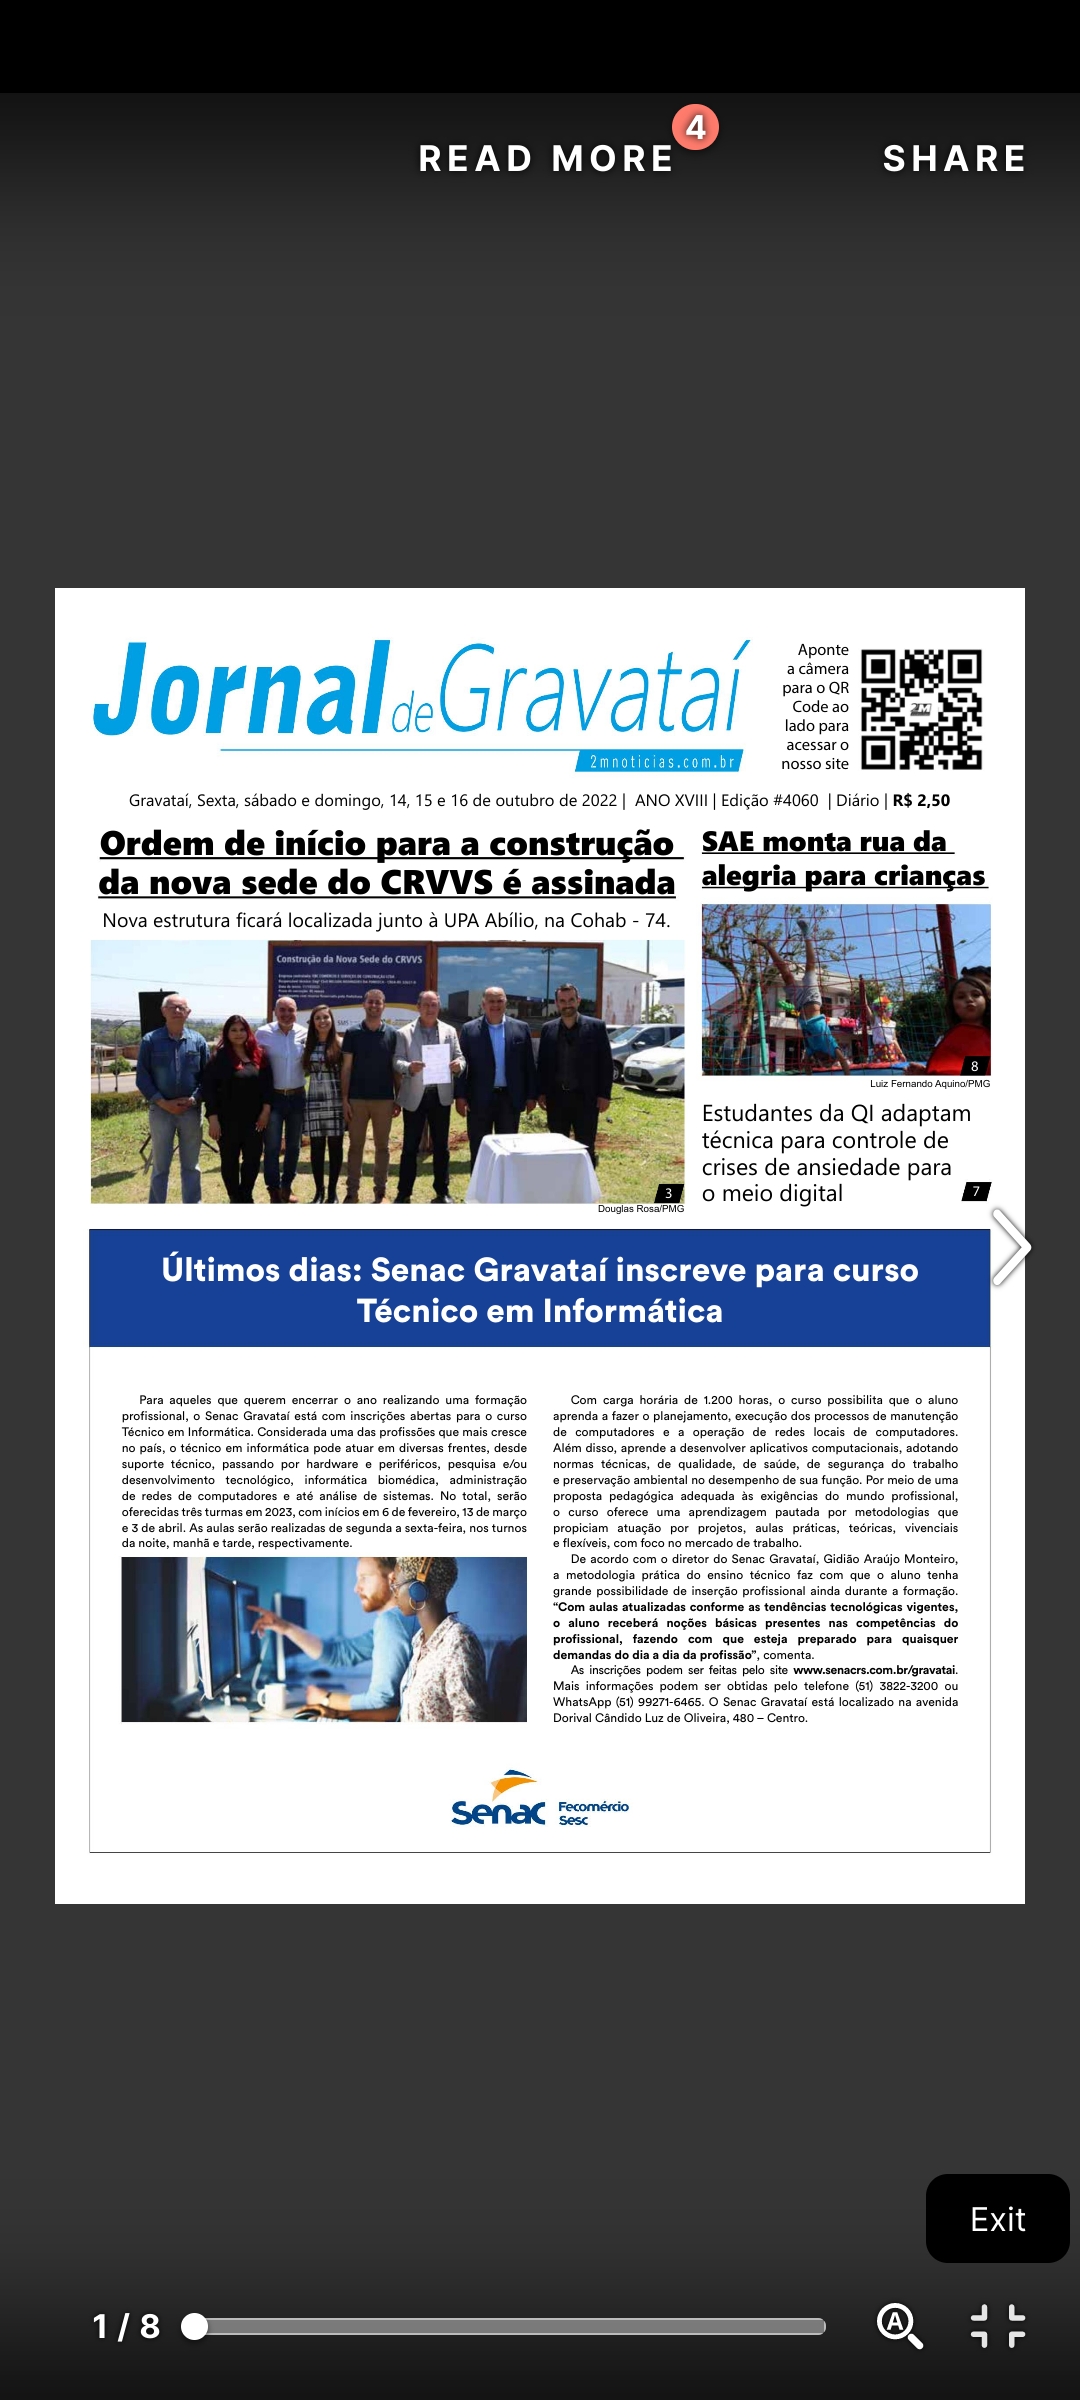 READ MORE
4
SHARE
Jornal de Gravataí
2mnoticias.com.br
Aponte
a câmera
para o QR
Code ao
lado para
acessar o
nosso site
2M
Gravataí, Sexta, sábado e domingo, 14, 15 e 16 de outubro de 2022 | ANO XVIII | Edição #4060 | Diário | R$ 2,50
Ordem de início para a construção
da nova sede do CRVVS é assinada
Nova estrutura ficará localizada junto à UPA Abílio, na Cohab - 74.
Construção da Nova Sede do CRVVS
3
Douglas Rosa/PMG
SAE monta rua da
alegria para crianças
8
Luiz Fernando Aquino/PMG
Estudantes da QI adaptam
técnica para controle de
crises de ansiedade para
o meio digital
7
Últimos dias: Senac Gravataí inscreve para curso
Técnico em Informática
Para aqueles que querem encerrar o ano realizando uma formação
profissional, o Senac Gravataí está com inscrições abertas para o curso
Técnico em Informática. Considerada uma das profissões que mais cresce
no país, o técnico em informática pode atuar em diversas frentes, desde
suporte técnico, passando por hardware e periféricos, pesquisa e/ou
desenvolvimento tecnológico, informática biomédica, administração
de redes de computadores e até análise de sistemas. No total, serão
oferecidas três turmas em 2023, com inícios em 6 de fevereiro, 13 de março
e 3 de abril. As aulas serão realizadas de segunda a sexta-feira, nos turnos
da noite, manhã e tarde, respectivamente.
Com carga horária de 1.200 horas, o curso possibilita que o aluno
aprenda a fazer o planejamento, execução dos processos de manutenção
de computadores e a operação de redes locais de computadores.
Além disso, aprende a desenvolver aplicativos computacionais, adotando
normas técnicas, de qualidade, de saúde, de segurança do trabalho
e preservação ambiental no desempenho de sua função. Por meio de uma
proposta pedagógica adequada às exigências do mundo profissional,
o curso oferece uma aprendizagem pautada por metodologias que
propiciam atuação por projetos, aulas práticas, teóricas, vivenciais
e flexíveis, com foco no mercado de trabalho.
De acordo com o diretor do Senac Gravataí, Gidião Araújo Monteiro,
a metodologia prática do ensino técnico faz com que o aluno tenha
grande possibilidade de inserção profissional ainda durante a formação.
“Com aulas atualizadas conforme as tendências tecnológicas vigentes,
o aluno receberá noções básicas presentes nas competências do
profissional, fazendo com que esteja preparado para quaisquer
demandas do dia a dia da profissão”, comenta.
As inscrições podem ser feitas pelo site www.senacrs.com.br/gravatai.
Mais informações podem ser obtidas pelo telefone (51) 3822-3200 ou
WhatsApp (51) 99271-6465. O Senac Gravataí está localizado na avenida
Dorival Cândido Luz de Oliveira, 480 – Centro.
Senac
Fecomércio
Sesc
Exit
1 / 8
A